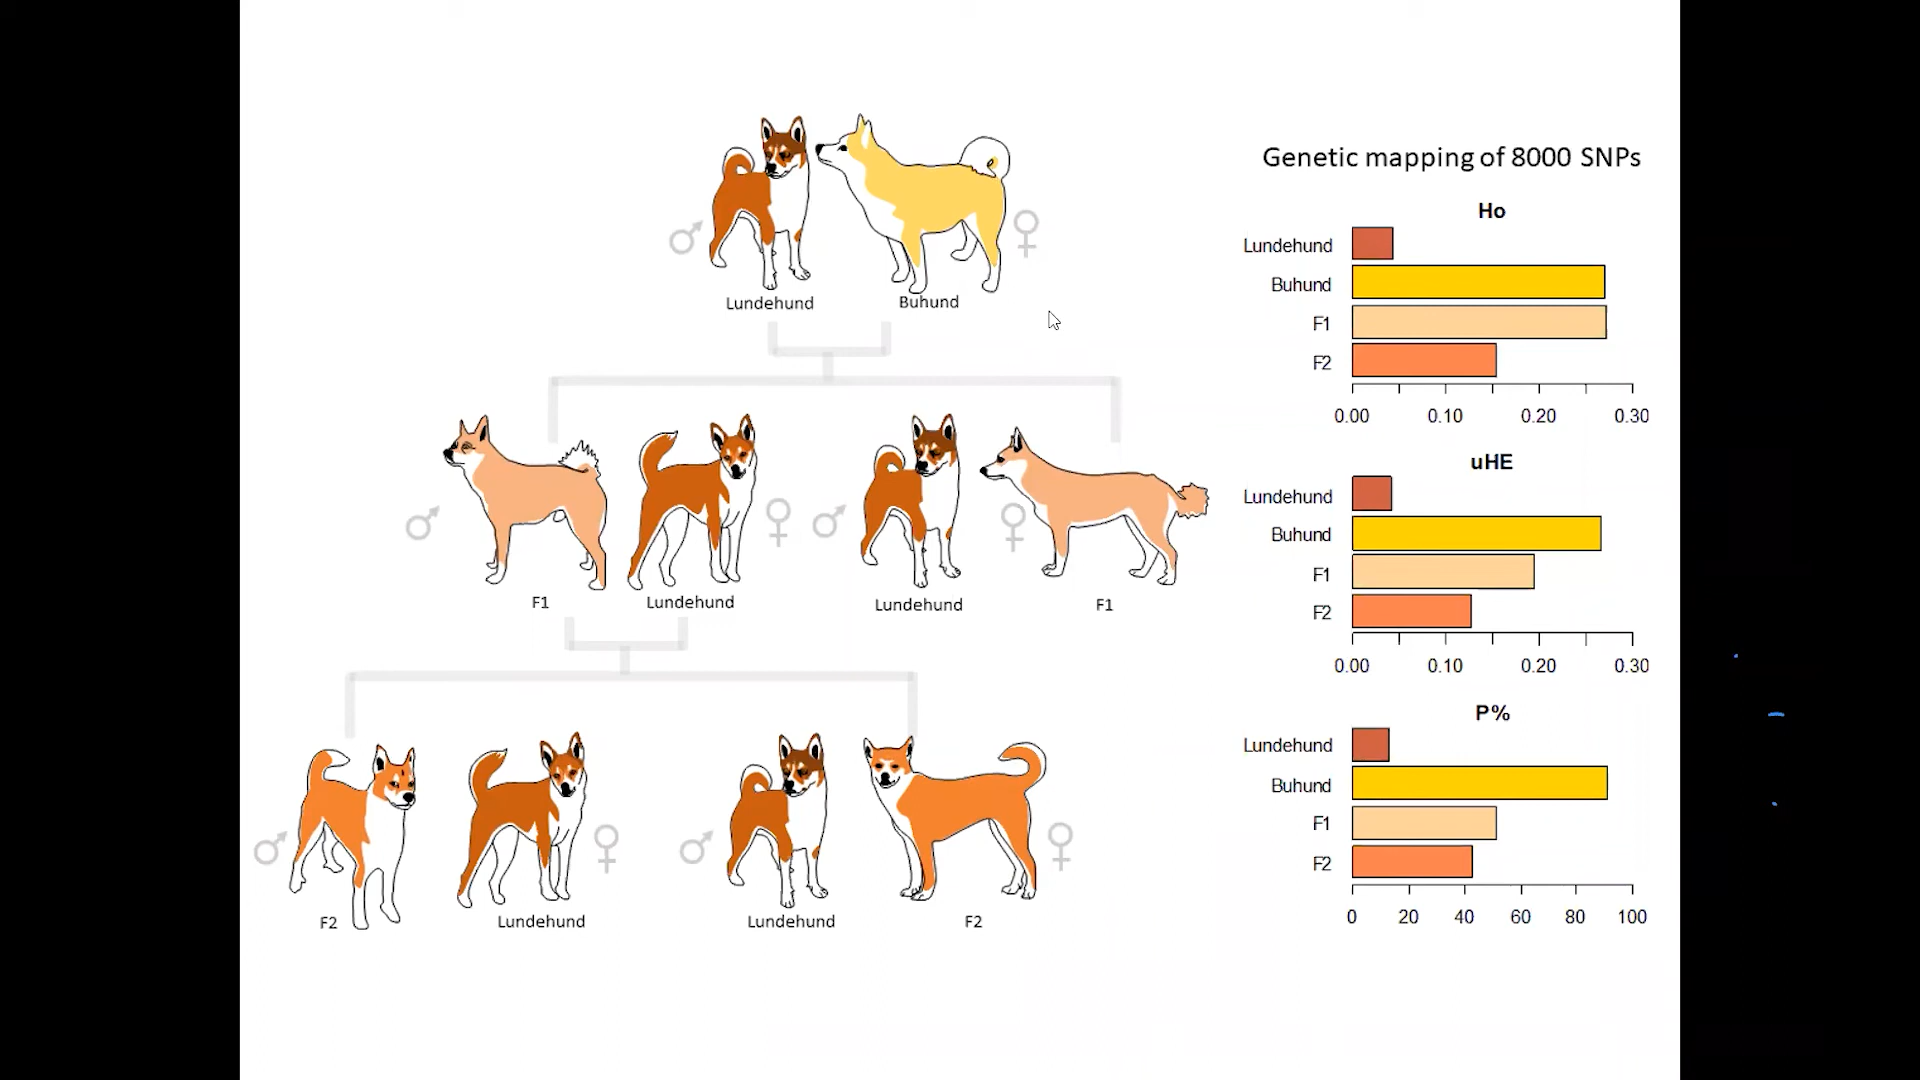 Lundehund Buhund
F1 Lundehund Lundehund F1
F2 Lundehund Lundehund F2
Genetic mapping of 8000 SNPs
Ho
Lundehund
Buhund
F1
F2
0.00 0.10 0.20 0.30
uHE
Lundehund
Buhund
F1
F2
0.00 0.10 0.20 0.30
P%
Lundehund
Buhund
F1
F2
0 20 40 60 80 100